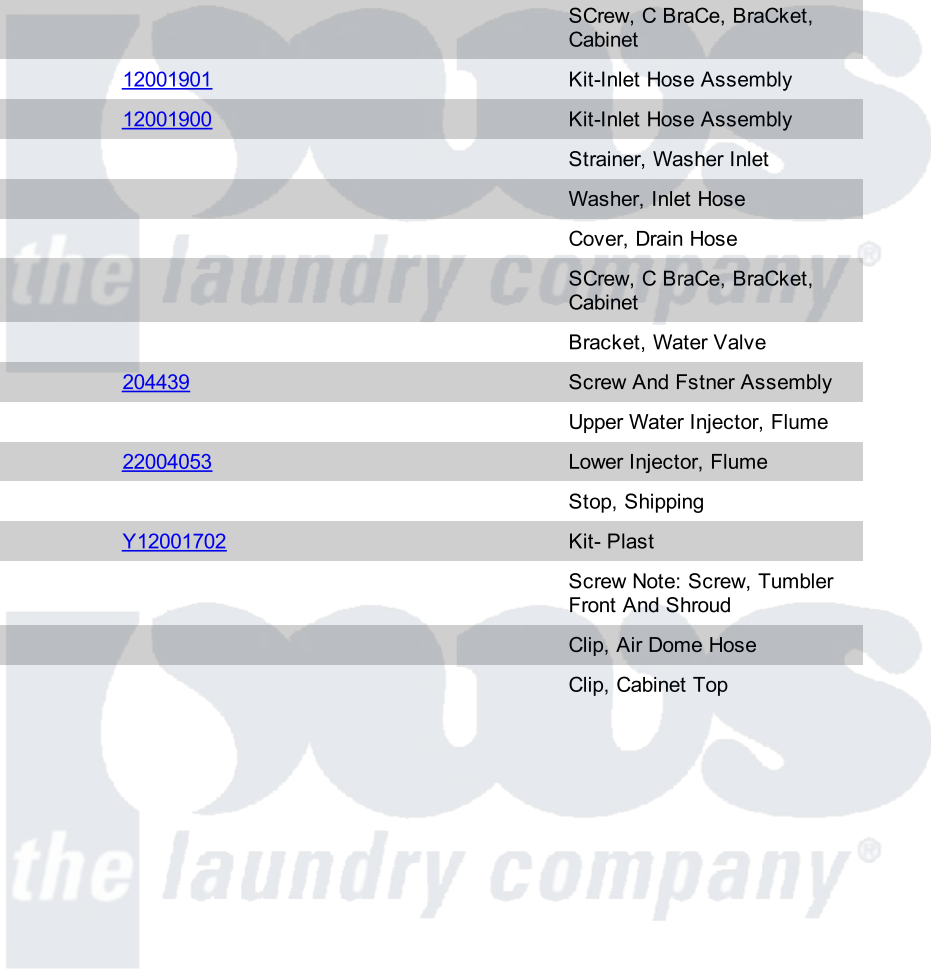 SCrew, C BraCe, BraCket,
Cabinet
12001901 Kit-Inlet Hose Assembly
12001900 Kit-Inlet Hose Assembly
Strainer, Washer Inlet
Washer, Inlet Hose
Cover, Drain Hose
SCrew, C BraCe, BraCket,
Cabinet
Bracket, Water Valve
204439 Screw And Fstner Assembly
Upper Water Injector, Flume
22004053 Lower Injector, Flume
Stop, Shipping
Y12001702 Kit- Plast
Screw Note: Screw, Tumbler
Front And Shroud
Clip, Air Dome Hose
Clip, Cabinet Top
pws
the laundry company®
pws
the laundry company®